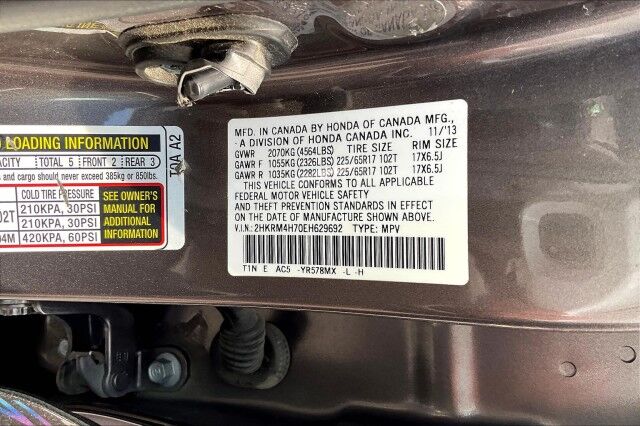 LOADING INFORMATION
TOTAL 5 FRONT 2 REAR 3
and cargo should never exceed 385kg or 850lbs.
COLD TIRE PRESSURE
210KPA, 30PSI
210KPA, 30PSI
420KPA, 60PSI
SEE OWNER'S
MANUAL FOR
ADDITIONAL
INFORMATION
TNA A2
MFD. IN CANADA BY HONDA OF CANADA MFG.,
A DIVISION OF HONDA CANADA INC. 11/'13
GVWR 2070KG(4564LBS) TIRE SIZE RIM SIZE
GAWR F 1055KG(2326LBS) 225/65R17 102T 17X6.5J
GAWR R 1035KG(2282LBS) 225/65R17 102T 17X6.5J
THIS VEHICLE CONFORMS TO ALL APPLICABLE
FEDERAL MOTOR VEHICLE SAFETY AND
THEFT PREVENTION STANDARDS IN EFFECT
ON THE DATE OF MANUFACTURE SHOWN ABOVE.
V.I.N.: 2HKRM4H70EH629692 TYPE: MPV
T1N E AC5 -YR578MX -L -H